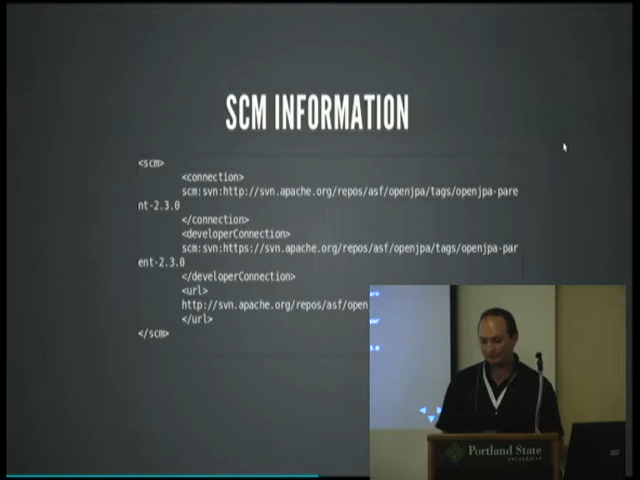 SCM INFORMATION
<scm>
<connection>
scm:svn:http://svn.apache.org/repos/asf/openjpa/tags/openjpa-pare
nt-2.3.0
</connection>
<developerConnection>
scm:svn:https://svn.apache.org/repos/asf/openjpa/tags/openjpa-par
ent-2.3.0
</developerConnection>
<url>
http://svn.apache.org/repos/asf/open
</url>
</scm>
Portland State
UNIVERSITY